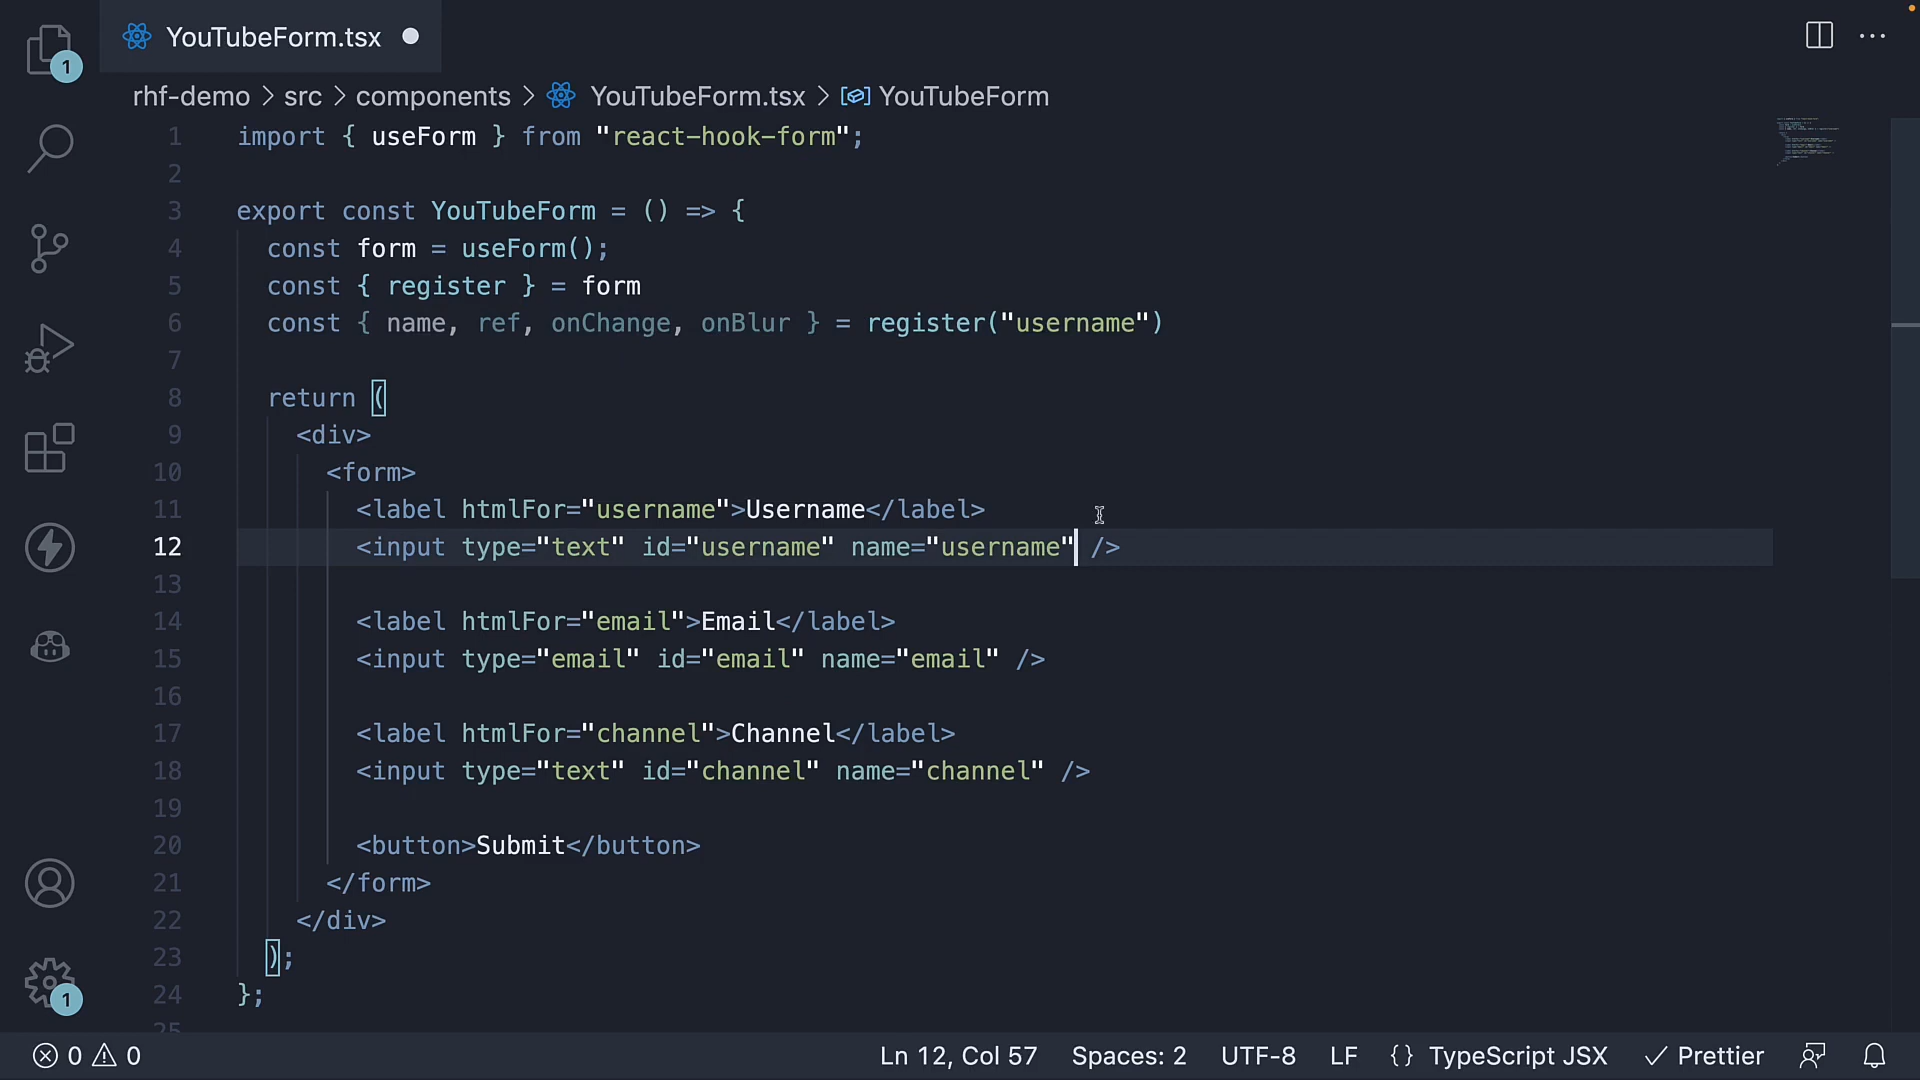 YouTubeForm.tsx
1
rhf-demo > src > components > YouTubeForm.tsx > YouTubeForm
1 import { useForm } from "react-hook-form";
2
3 export const YouTubeForm = () => {
4 const form = useForm();
5 const { register } = form
6 const { name, ref, onChange, onBlur } = register("username")
7
8 return (
9 <div>
10 <form>
11 <label htmlFor="username">Username</label>
12 <input type="text" id="username" name="username" />
13
14 <label htmlFor="email">Email</label>
15 <input type="email" id="email" name="email" />
16
17 <label htmlFor="channel">Channel</label>
18 <input type="text" id="channel" name="channel" />
19
20 <button>Submit</button>
21 </form>
22 </div>
23 );
24 };
25
1
0 0 Ln 12, Col 57 Spaces: 2 UTF-8 LF {} TypeScript JSX Prettier